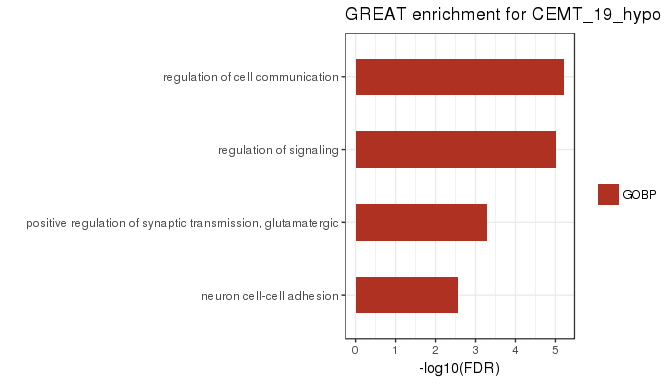 GREAT enrichment for CEMT_19_hypo
regulation of cell communication
regulation of signaling
positive regulation of synaptic transmission, glutamatergic
neuron cell-cell adhesion
GOBP
0 1 2 3 4 5
-log10(FDR)